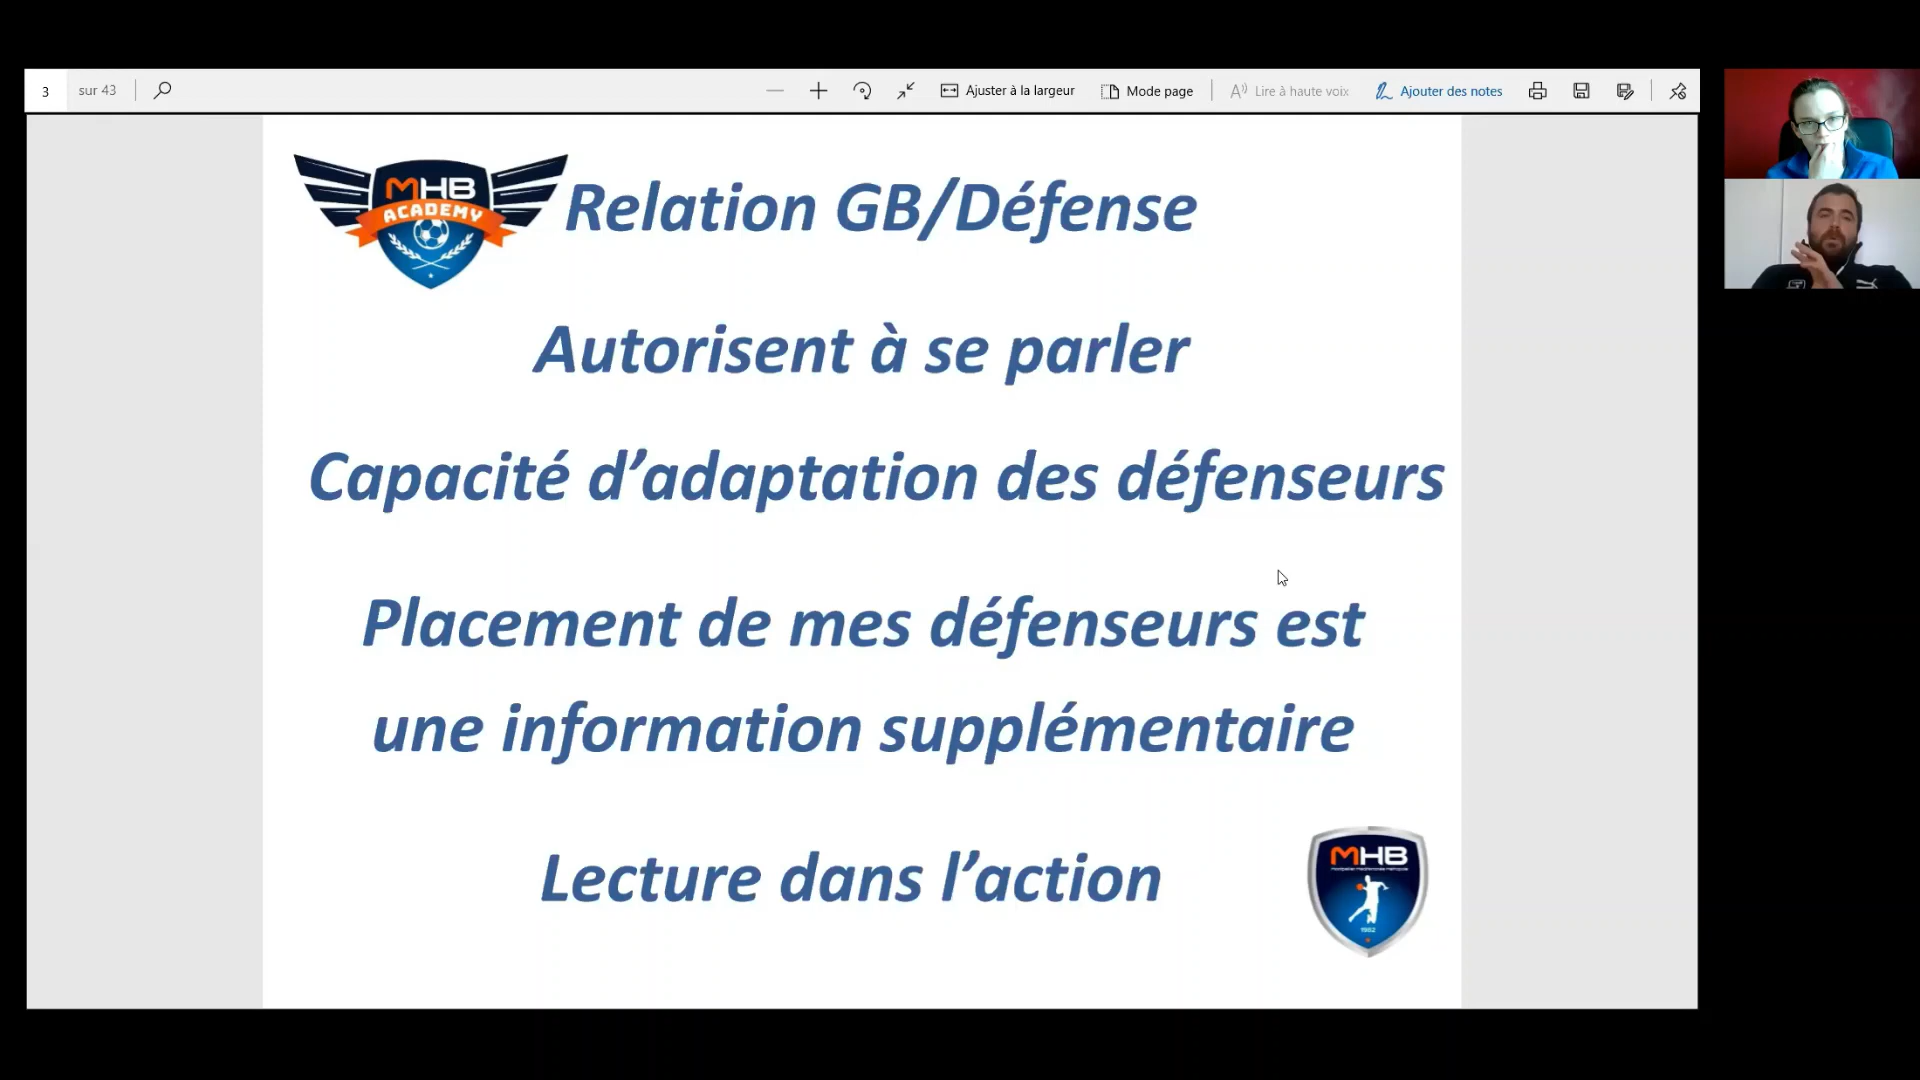 3 sur 43 Ajuster à la largeur Mode page Lire à haute voix Ajouter des notes
MHB
ACADEMY
Relation GB/Défense
Autorisent à se parler
Capacité d’adaptation des défenseurs
Placement de mes défenseurs est
une information supplémentaire
Lecture dans l’action
MHB
1982